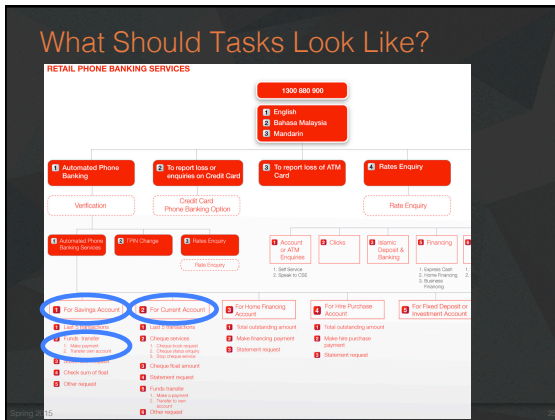 What Should Tasks Look Like?
RETAIL PHONE BANKING SERVICES
1300 880 900
1 English
2 Bahasa Malaysia
3 Mandarin
1 Automated Phone
Banking
2 To report loss or
enquiries on Credit Card
3 To report loss of ATM
Card
4 Rates Enquiry
Verification
Credit Card
Phone Banking Option
Rate Enquiry
1 Automated Phone
Banking Services
2 TPIN Change
3 Rates Enquiry
Rate Enquiry
1 Account
or ATM
Enquiries
1. Self Service
2. Speak to CSE
2 Clicks
3 Islamic
Deposit &
Banking
5 Financing
1. Express Cash
2. Home Financing
3. Business
Financing
1 For Savings Account
1 Last 5 transactions
2 Funds transfer
1. Make payment
2. Transfer own account
4 Check sum of float
5 Other request
2 For Current Account
1 Last 5 transactions
2 Cheque services
1. Cheque book request
2. Cheque status enquiry
3. Stop cheque service
3 Cheque float amount
4 Statement request
5 Funds transfer
1. Make a payment
2. Transfer to own
account
6 Other request
3 For Home Financing
Account
1 Total outstanding amount
2 Make financing payment
3 Statement request
4 For Hire Purchase
Account
1 Total outstanding amount
2 Make hire purchase
payment
3 Statement request
For Fixed Deposit or
Investment Account
Spring 2015